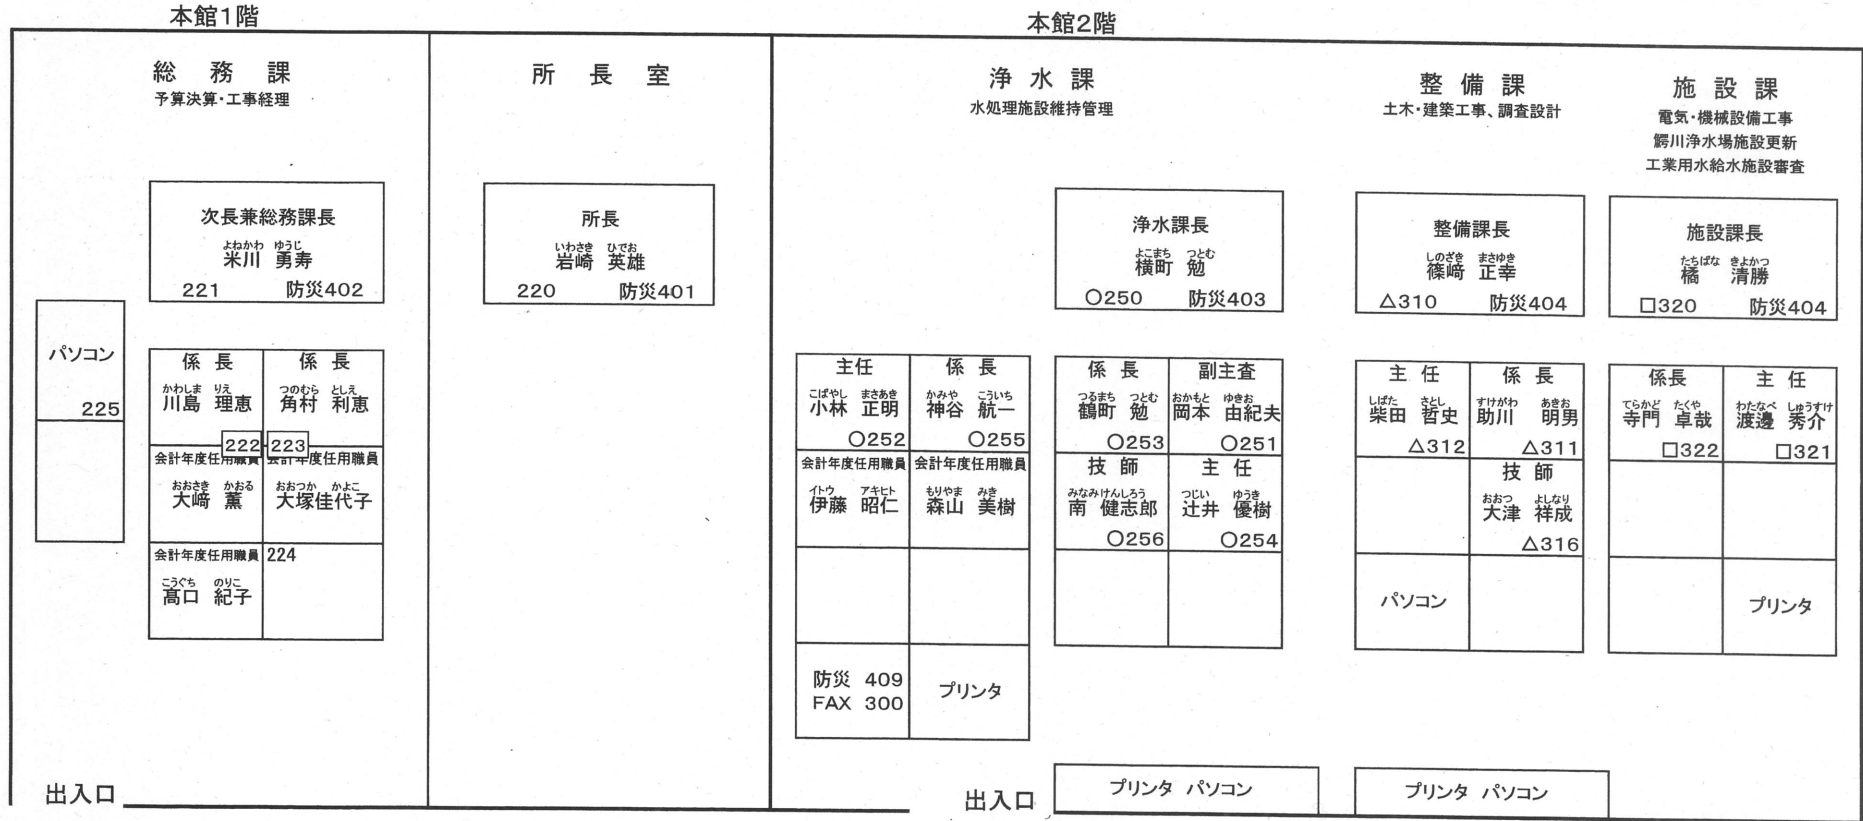 本館1階
本館2階
総務課
予算決算・工事経理
次長兼総務課長
よねかわ ゆうじ
米川 勇寿
221 防災402
パソコン
225
係長
かわしま りえ
川島 理恵
222
係長
つのむら としえ
角村 利恵
223
会計年度任用職員
おおさき かおる
大﨑 薫
会計年度任用職員
おおつか かよこ
大塚佳代子
会計年度任用職員
こうぐち のりこ
髙口 紀子
224
出入口
所長室
所長
いわさき ひでお
岩崎 英雄
220 防災401
浄水課
水処理施設維持管理
浄水課長
よこまち つとむ
横町 勉
○250 防災403
主任
こばやし まさあき
小林 正明
○252
係長
かみや こういち
神谷 航一
○255
会計年度任用職員
イトウ アキヒト
伊藤 昭仁
会計年度任用職員
もりやま みき
森山 美樹
防災 409
FAX 300
プリンタ
係長
つるまち つとむ
鶴町 勉
○253
副主査
おかもと ゆきお
岡本 由紀夫
○251
技師
みなみけんしろう
南 健志郎
○256
主任
つじい ゆうき
辻井 優樹
○254
出入口
プリンタ パソコン
整備課
土木・建築工事、調査設計
整備課長
しのざき まさゆき
篠﨑 正幸
△310 防災404
主任
しばた さとし
柴田 哲史
△312
係長
すけがわ あきお
助川 明男
△311
技師
おおつ よしなり
大津 祥成
△316
パソコン
プリンタ パソコン
施設課
電気・機械設備工事
鰐川浄水場施設更新
工業用水給水施設審査
施設課長
たちばな きよかつ
橘 清勝
□320 防災404
係長
てらかど たくや
寺門 卓哉
□322
主任
わたなべ しゅうすけ
渡邊 秀介
□321
プリンタ